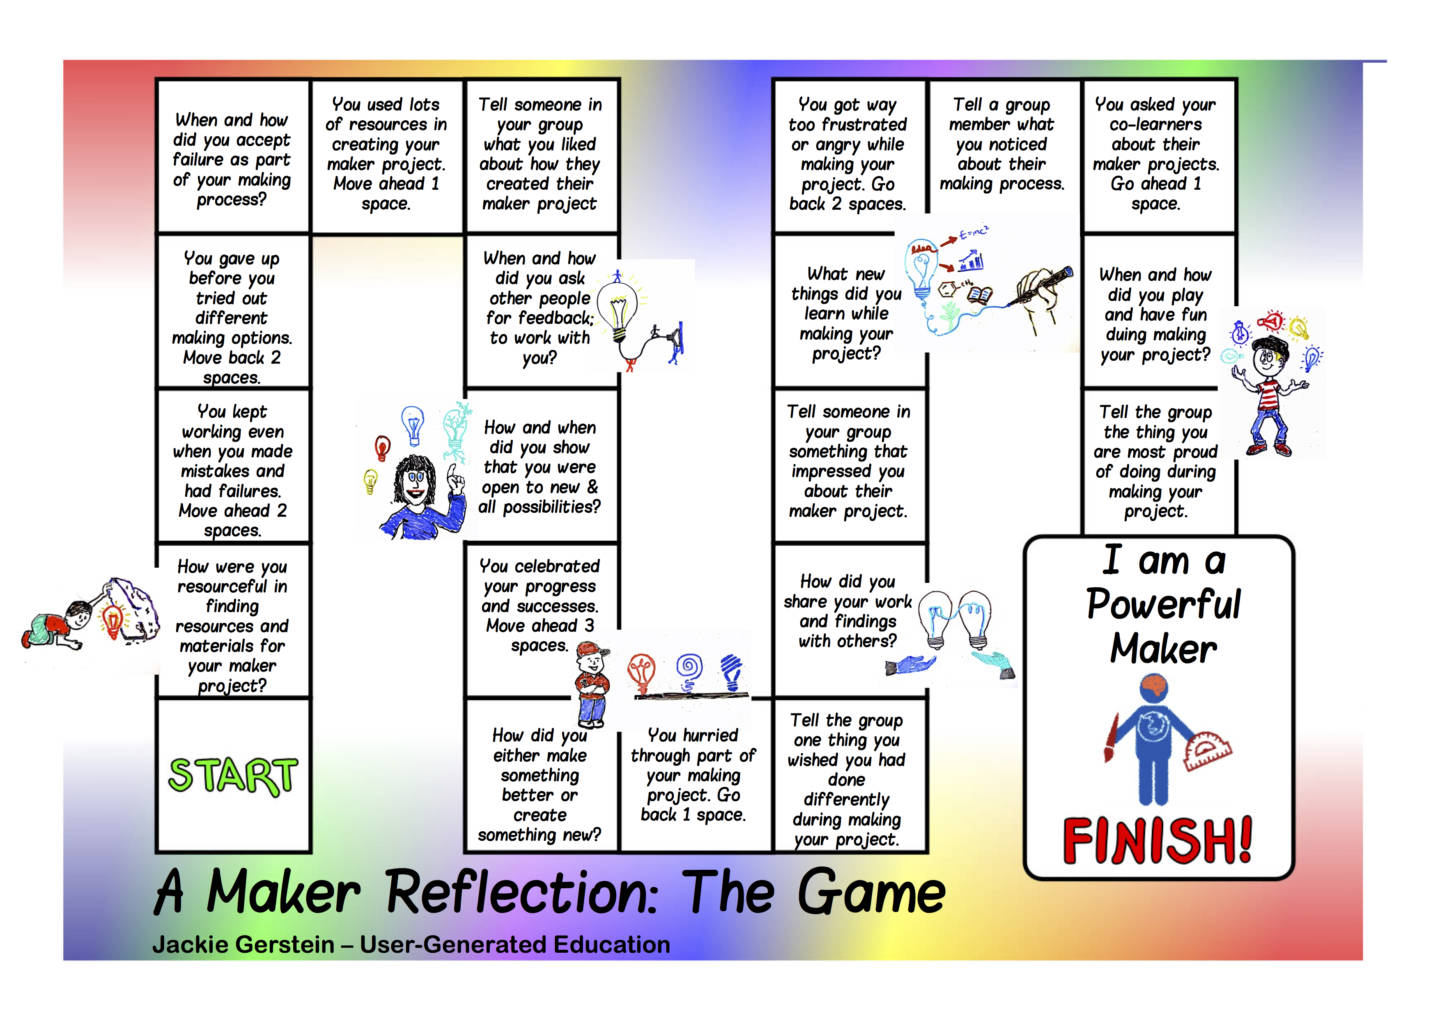 When and how
did you accept
failure as part
of your making
process?
You used lots
of resources in
creating your
maker project.
Move ahead 1
space.
Tell someone in
your group
what you liked
about how they
created their
maker project
You got way
too frustrated
or angry while
making your
project. Go
back 2 spaces.
Tell a group
member what
you noticed
about their
making process.
You asked your
co-learners
about their
maker projects.
Go ahead 1
space.
You gave up
before you
tried out
different
making options.
Move back 2
spaces.
When and how
did you ask
other people
for feedback;
to work with
you?
What new
things did you
learn while
making your
project?
Idea
E=mc²
CH₃
When and how
did you play
and have fun
duing making
your project?
You kept
working even
when you made
mistakes and
had failures.
Move ahead 2
spaces.
How and when
did you show
that you were
open to new &
all possibilities?
Tell someone in
your group
something that
impressed you
about their
maker project.
Tell the group
the thing you
are most proud
of doing during
making your
project.
How were you
resourceful in
finding
resources and
materials for
your maker
project?
You celebrated
your progress
and successes.
Move ahead 3
spaces.
How did you
share your work
and findings
with others?
I am a
Powerful
Maker
FINISH!
START
How did you
either make
something
better or
create
something new?
You hurried
through part of
your making
project. Go
back 1 space.
Tell the group
one thing you
wished you had
done
differently
during making
your project.
A Maker Reflection: The Game
Jackie Gerstein – User-Generated Education